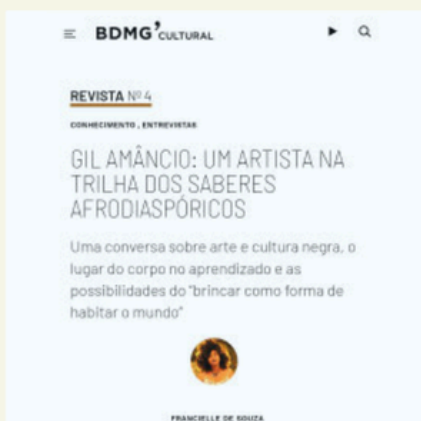 BDMG’CULTURAL
REVISTA Nº 4
CONHECIMENTO , ENTREVISTAS
GIL AMÂNCIO: UM ARTISTA NA
TRILHA DOS SABERES
AFRODIASPÓRICOS
Uma conversa sobre arte e cultura negra, o
lugar do corpo no aprendizado e as
possibilidades do “brincar como forma de
habitar o mundo”
FRANCIELLE DE SOUZA